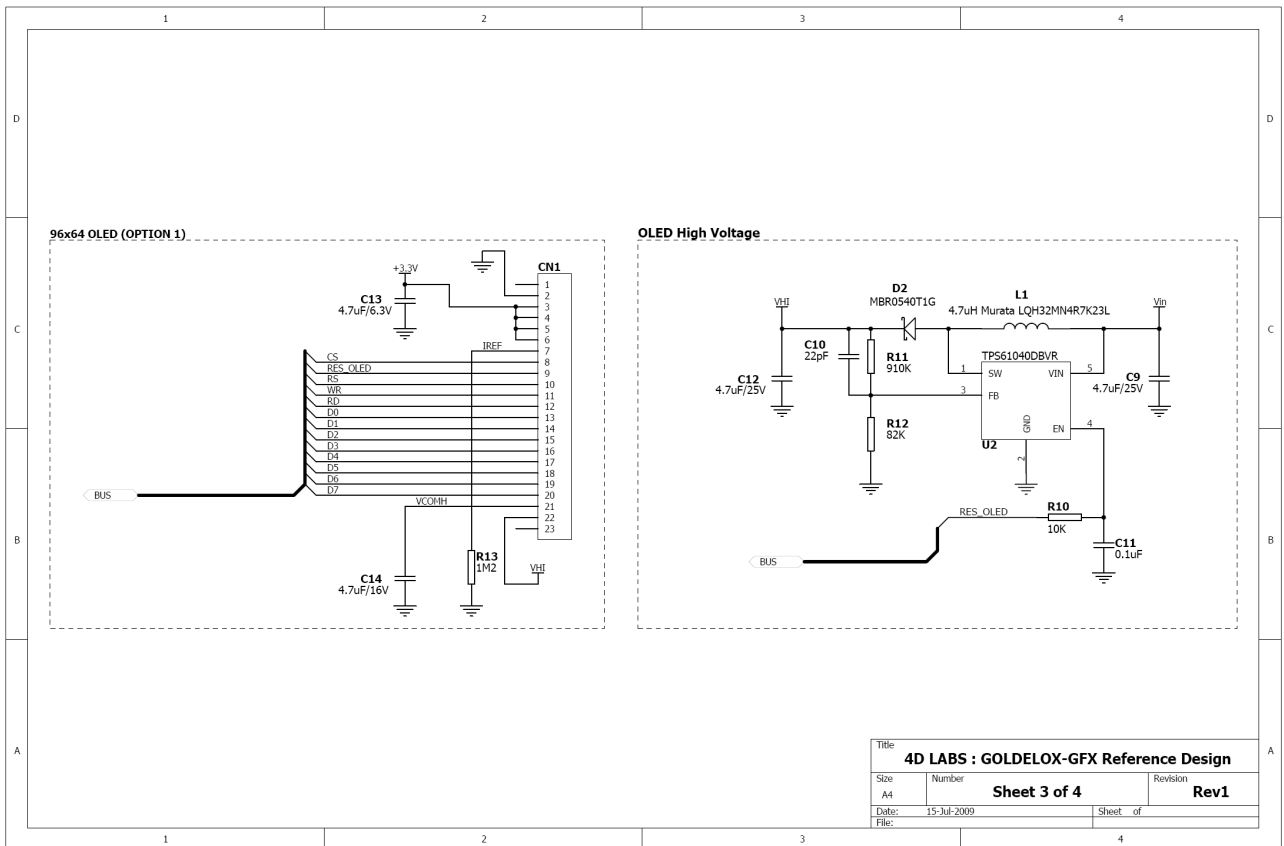 1 2 3 4
D D
96x64 OLED (OPTION 1)
+3.3V
C13
4.7uF/6.3V
CN1
1
2
3
4
5
6
IREF 7
CS 8
RES_OLED 9
RS 10
WR 11
RD 12
D0 13
D1 14
D2 15
D3 16
D4 17
D5 18
D6 19
D7 20
VCOMH 21
22
23
BUS
C14
4.7uF/16V
R13
1M2
VHI
OLED High Voltage
VHI
D2
MBR0540T1G
L1
4.7uH Murata LQH32MN4R7K23L
Vin
C10
22pF
R11
910K
C12
4.7uF/25V
R12
82K
TPS61040DBVR
1 SW VIN 5
3 FB
GND EN 4
U2
2
C9
4.7uF/25V
RES_OLED
R10
10K
C11
0.1uF
BUS
C C
B B
A A
Title
4D LABS : GOLDELOX-GFX Reference Design
Size Number Revision
A4 Sheet 3 of 4 Rev1
Date: 15-Jul-2009 Sheet of
File:
1 2 3 4